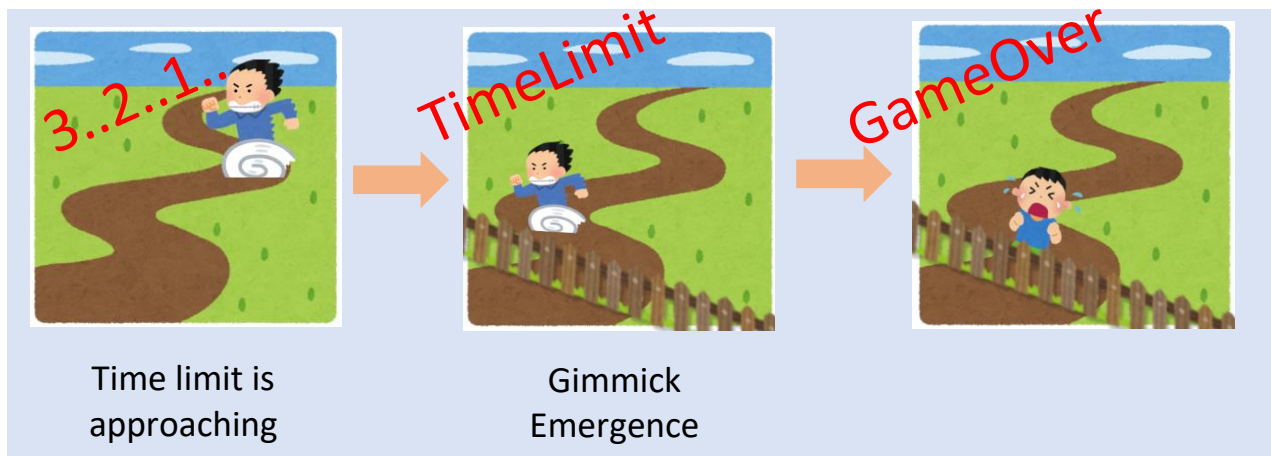 3..2..1..
TimeLimit
GameOver
Time limit is
approaching
Gimmick
Emergence